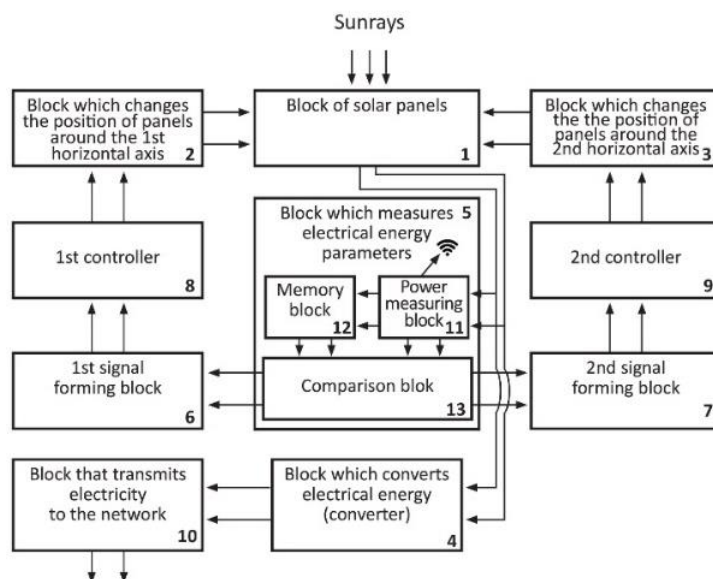 Sunrays
Block which changes
the position of panels
around the 1st
horizontal axis
2
Block of solar panels
1
Block which changes
the the position of
panels around the
2nd horizontal axis
3
Block which measures
5
electrical energy
parameters
1st controller
8
Memory
block
12
Power
measuring
block
11
2nd controller
9
1st signal
forming block
6
Comparison blok
13
2nd signal
forming block
7
Block that transmits
electricity
to the network
10
Block which converts
electrical energy
(converter)
4